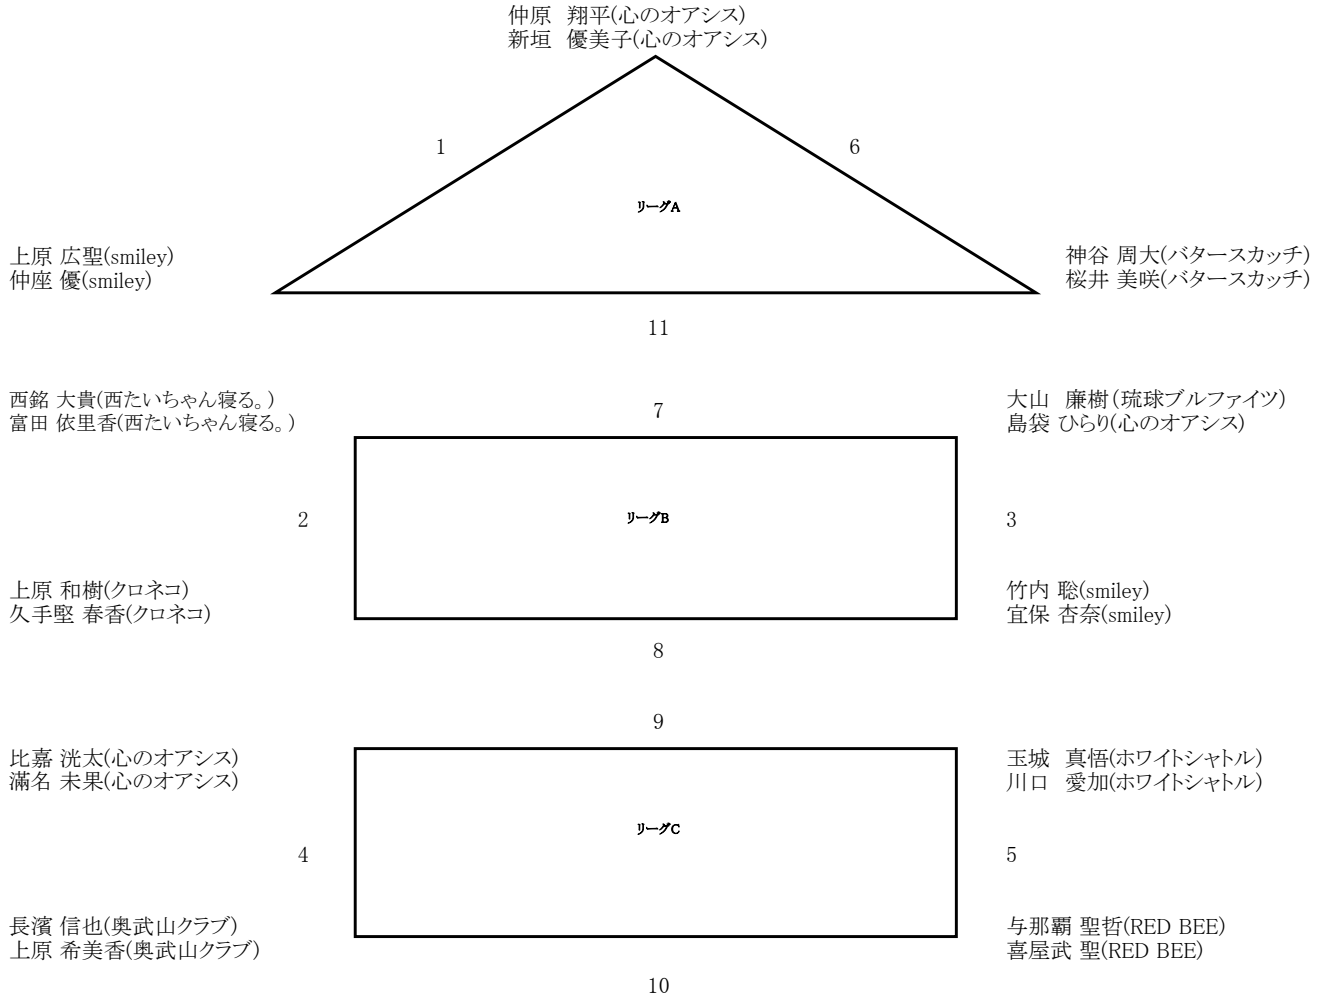 仲原 翔平(心のオアシス)
新垣 優美子(心のオアシス)
1
6
リーグA
上原 広聖(smiley)
仲座 優(smiley)
神谷 周大(バタースカッチ)
桜井 美咲(バタースカッチ)
11
西銘 大貴(西たいちゃん寝る。)
富田 依里香(西たいちゃん寝る。)
7
大山 廉樹(琉球ブルファイツ)
島袋 ひらり(心のオアシス)
2
リーグB
3
上原 和樹(クロネコ)
久手堅 春香(クロネコ)
竹内 聡(smiley)
宜保 杏奈(smiley)
8
9
比嘉 洸太(心のオアシス)
滿名 未果(心のオアシス)
玉城 真悟(ホワイトシャトル)
川口 愛加(ホワイトシャトル)
リーグC
4
5
長濱 信也(奥武山クラブ)
上原 希美香(奥武山クラブ)
与那覇 聖哲(RED BEE)
喜屋武 聖(RED BEE)
10